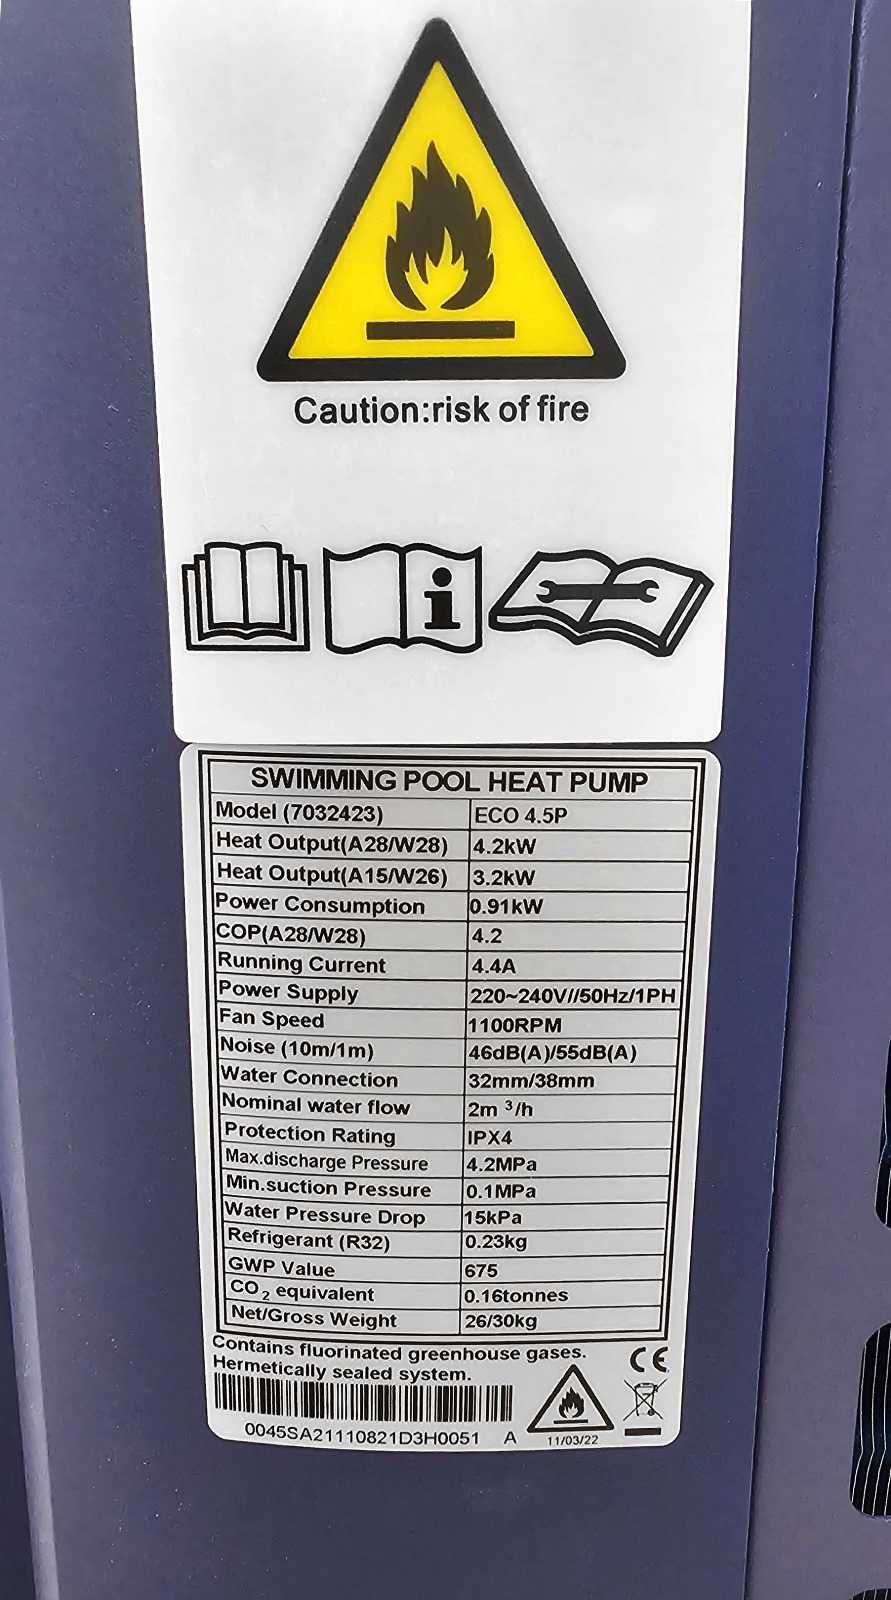 Caution:risk of fire
SWIMMING POOL HEAT PUMP
Model (7032423) ECO 4.5P
Heat Output(A28/W28) 4.2kW
Heat Output(A15/W26) 3.2kW
Power Consumption 0.91kW
COP(A28/W28) 4.2
Running Current 4.4A
Power Supply 220~240V//50Hz/1PH
Fan Speed 1100RPM
Noise (10m/1m) 46dB(A)/55dB(A)
Water Connection 32mm/38mm
Nominal water flow 2m ³/h
Protection Rating IPX4
Max.discharge Pressure 4.2MPa
Min.suction Pressure 0.1MPa
Water Pressure Drop 15kPa
Refrigerant (R32) 0.23kg
GWP Value 675
CO₂ equivalent 0.16tonnes
Net/Gross Weight 26/30kg
Contains fluorinated greenhouse gases.
Hermetically sealed system.
CE
0045SA21110821D3H0051 A 11/03/22